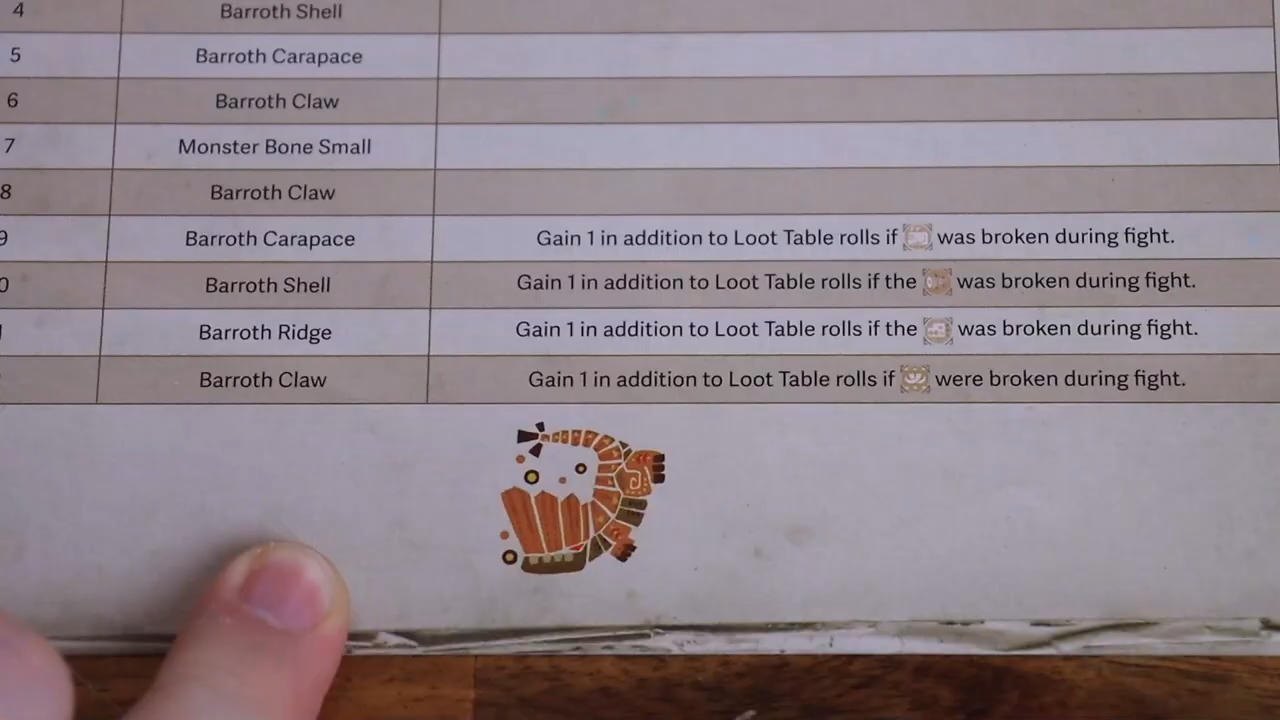 4 Barroth Shell
5 Barroth Carapace
6 Barroth Claw
7 Monster Bone Small
8 Barroth Claw
9 Barroth Carapace Gain 1 in addition to Loot Table rolls if was broken during fight.
0 Barroth Shell Gain 1 in addition to Loot Table rolls if the was broken during fight.
Barroth Ridge Gain 1 in addition to Loot Table rolls if the was broken during fight.
Barroth Claw Gain 1 in addition to Loot Table rolls if were broken during fight.